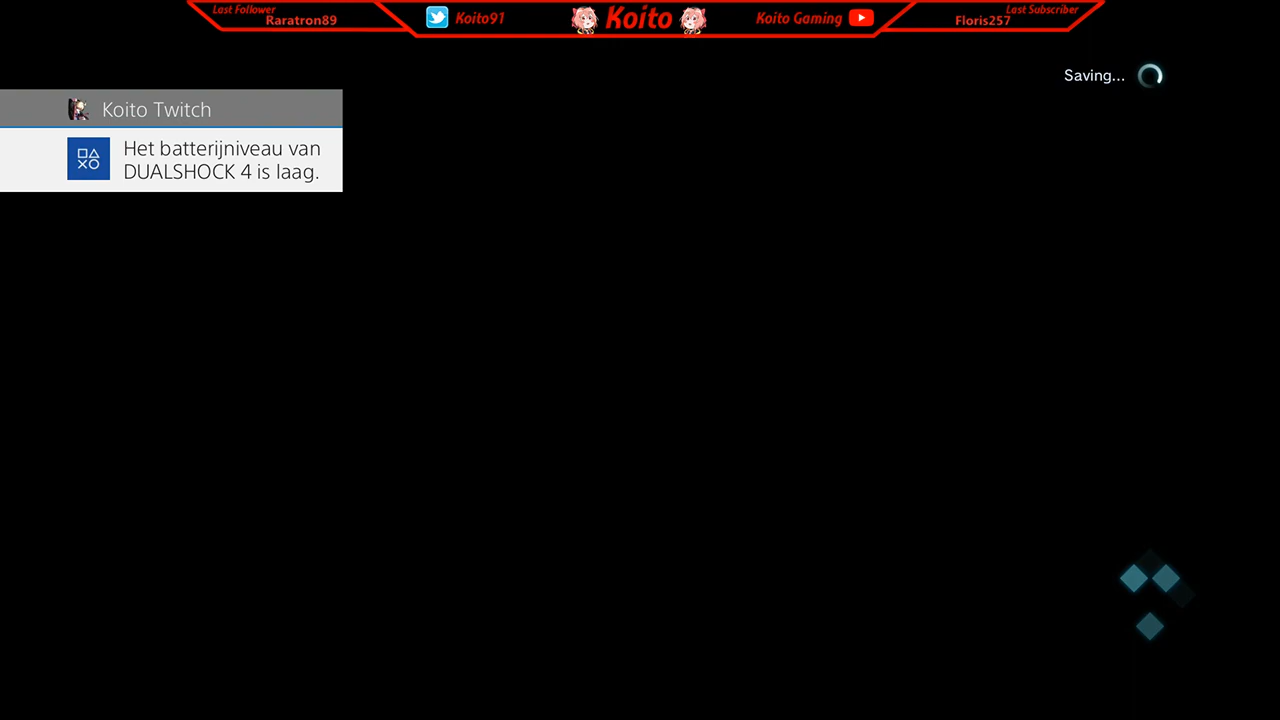 Last Follower
Raratron89
Koito91
Koito
Koito Gaming
Last Subscriber
Floris257
Saving...
Koito Twitch
Het batterijniveau van
DUALSHOCK 4 is laag.